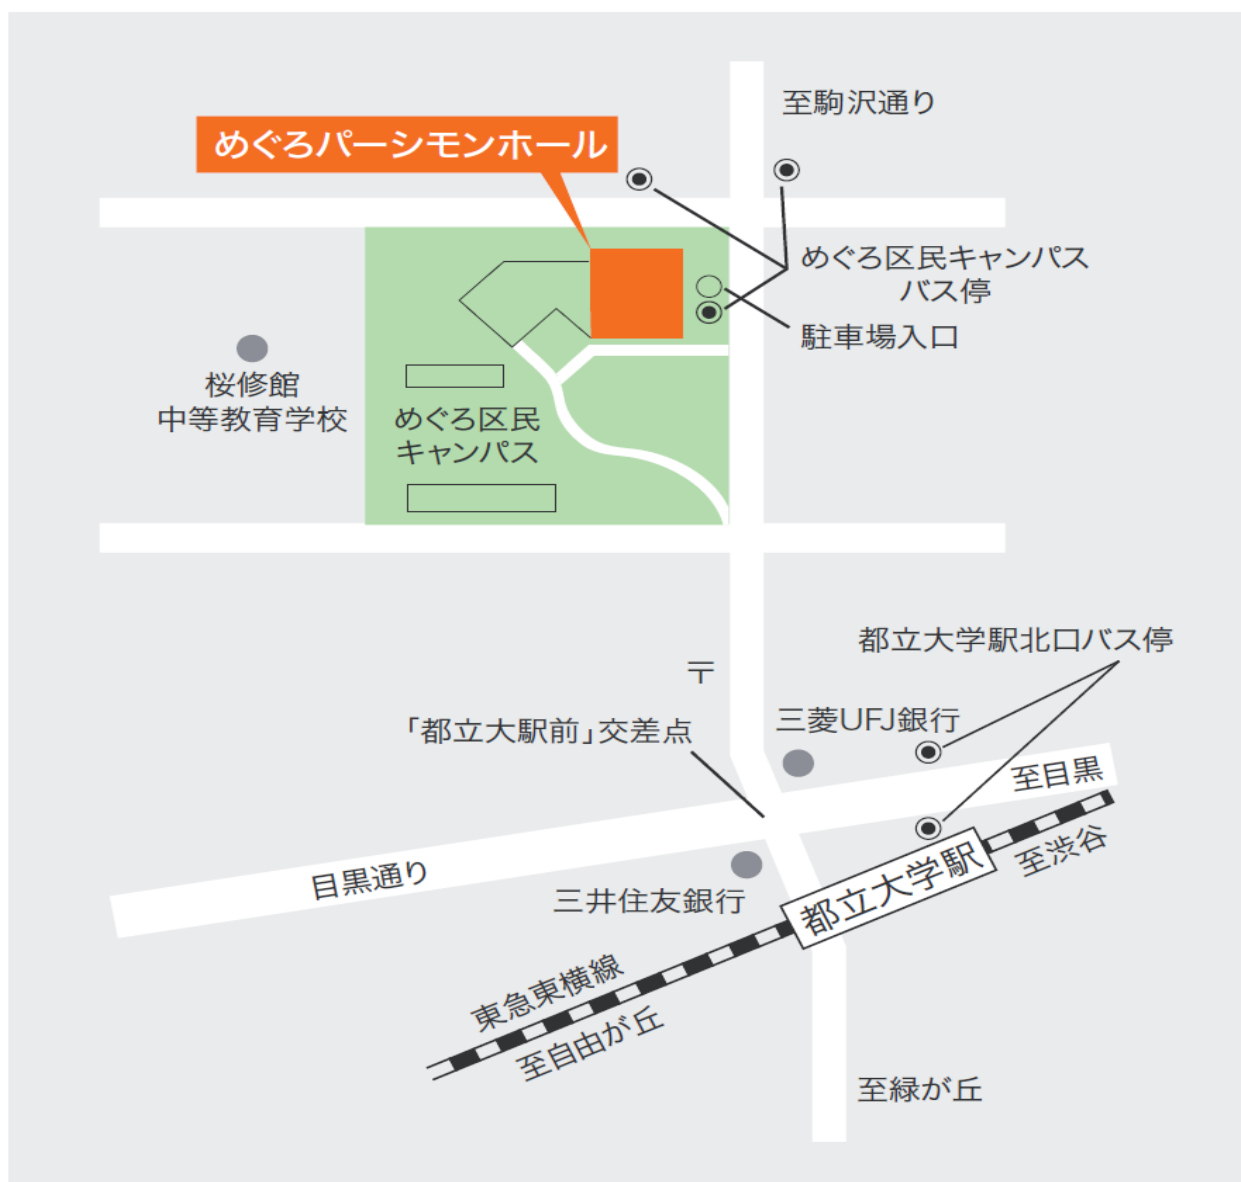 至駒沢通り
めぐろパーシモンホール
めぐろ区民キャンパス
バス停
駐車場入口
桜修館
中等教育学校
めぐろ区民
キャンパス
都立大学駅北口バス停
〒
三菱UFJ銀行
「都立大駅前」交差点
至目黒
至渋谷
目黒通り
都立大学駅
三井住友銀行
東急東横線
至自由が丘
至緑が丘